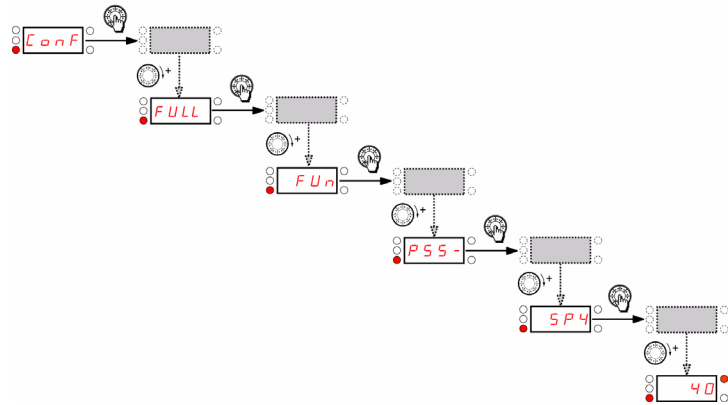 ConF
+
FULL
+
FUn
+
PSS-
+
SP4
+
40